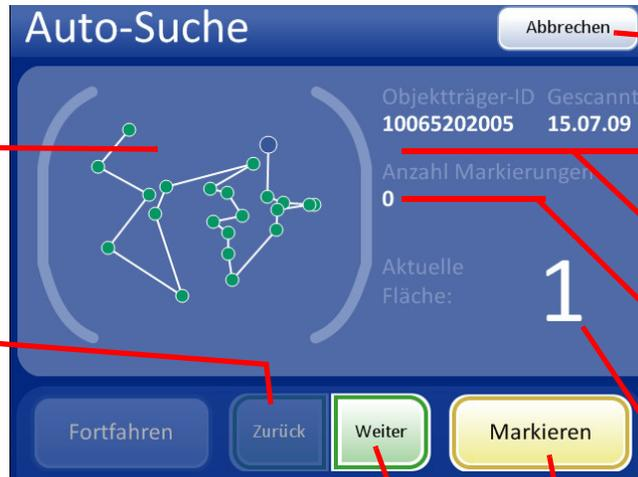 Auto-Suche
Abbrechen
Objektträger-ID Gescannt
10065202005 15.07.09
Anzahl Markierungen
0
Aktuelle
Fläche:
1
Fortfahren
Zurück
Weiter
Markieren